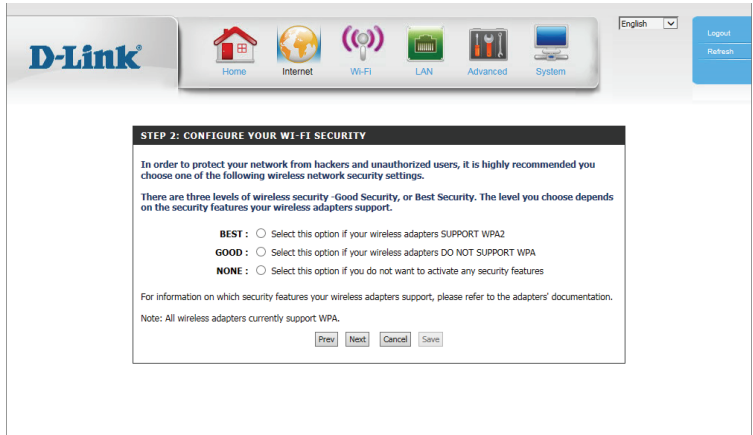 D-Link®
Home
Internet
Wi-Fi
LAN
Advanced
System
English
Logout
Refresh
STEP 2: CONFIGURE YOUR WI-FI SECURITY
In order to protect your network from hackers and unauthorized users, it is highly recommended you
choose one of the following wireless network security settings.
There are three levels of wireless security -Good Security, or Best Security. The level you choose depends
on the security features your wireless adapters support.
BEST : Select this option if your wireless adapters SUPPORT WPA2
GOOD : Select this option if your wireless adapters DO NOT SUPPORT WPA
NONE : Select this option if you do not want to activate any security features
For information on which security features your wireless adapters support, please refer to the adapters' documentation.
Note: All wireless adapters currently support WPA.
Prev Next Cancel Save